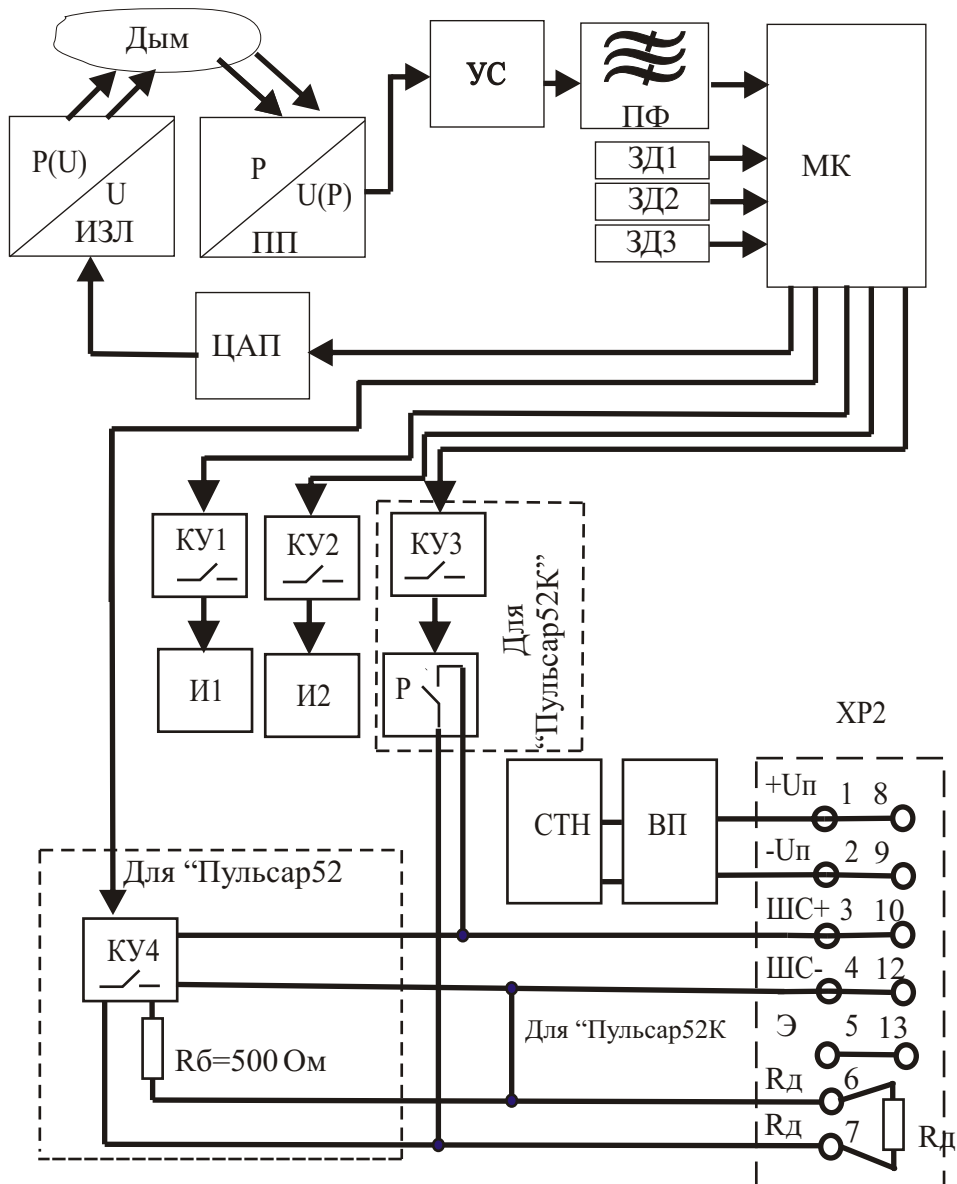 Дым
УС
ПФ
P(U)
U
ИЗЛ
P
U(P)
ПП
ЗД1
ЗД2
ЗД3
МК
ЦАП
КУ1
КУ2
КУ3
Для
“Пульсар52К”
И1
И2
Р
ХР2
СТН
ВП
+Uп 1 8
-Uп 2 9
ШС+ 3 10
ШС- 4 12
Э 5 13
Rд 6
Rд 7
Rд
Для “Пульсар52
КУ4
Rб=500 Ом
Для “Пульсар52К